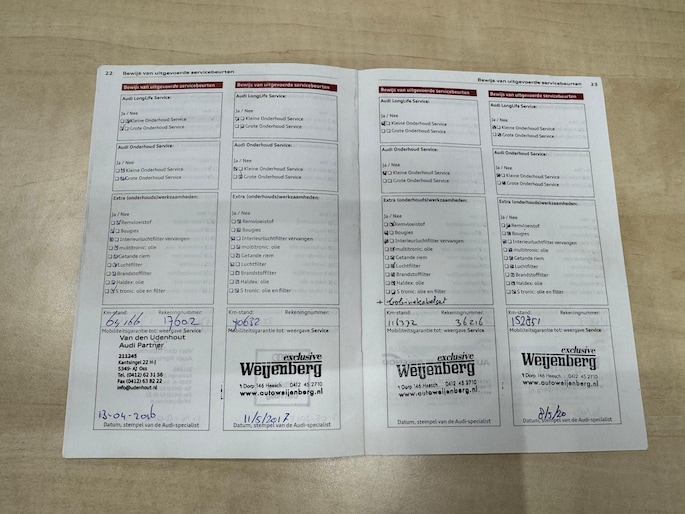 22 Bewijs van uitgevoerde servicebeurten
Bewijs van uitgevoerde servicebeurten
Audi LongLife Service:
Ja / Nee
Kleine Onderhoud Service
Grote Onderhoud Service
Audi Onderhoud Service:
Ja / Nee
Kleine Onderhoud Service
Grote Onderhoud Service
Extra (onderhouds)werkzaamheden:
Ja / Nee
Remvloeistof
Bougies
Interieurluchtfilter vervangen
multitronic: olie
Getande riem
Luchtfilter
Brandstoffilter
Haldex: olie
S tronic: olie en filter
Km-stand: Rekeningnummer:
64166 17602
Mobiliteitsgarantie tot: weergave Service
Van den Udenhout
Audi Partner
211245
Kantsingel 22 H-J
5349- AJ Oss
Tel. (0412) 62 31 56
Fax (0412) 63 82 22
info@udenhout.nl
13-04-2016
Datum, stempel van de Audi-specialist
Bewijs van uitgevoerde servicebeurten
Audi LongLife Service:
Ja / Nee
Kleine Onderhoud Service
Grote Onderhoud Service
Audi Onderhoud Service:
Ja / Nee
Kleine Onderhoud Service
Grote Onderhoud Service
Extra (onderhouds)werkzaamheden:
Ja / Nee
Remvloeistof
Bougies
Interieurluchtfilter vervangen
multitronic: olie
Getande riem
Luchtfilter
Brandstoffilter
Haldex: olie
S tronic: olie en filter
Km-stand: Rekeningnummer:
Mobiliteitsgarantie tot: weergave Service
exclusive
Weijenberg
't Dorp 146 Heesch 0412 45 2710
www.autoweijenberg.nl
11/5/2017
Datum, stempel van de Audi-specialist
Bewijs van uitgevoerde servicebeurten 23
Bewijs van uitgevoerde servicebeurten
Audi LongLife Service:
Ja / Nee
Kleine Onderhoud Service
Grote Onderhoud Service
Audi Onderhoud Service:
Ja / Nee
Kleine Onderhoud Service
Grote Onderhoud Service
Extra (onderhouds)werkzaamheden:
Ja / Nee
Remvloeistof
Bougies
Interieurluchtfilter vervangen
multitronic: olie
Getande riem
Luchtfilter
Brandstoffilter
Haldex: olie
S tronic: olie en filter
Km-stand: Rekeningnummer:
36216
Mobiliteitsgarantie tot: weergave Service
exclusive
Weijenberg
't Dorp 146 Heesch 0412 45 2710
www.autoweijenberg.nl
Datum, stempel van de Audi-specialist
Bewijs van uitgevoerde servicebeurten
Audi LongLife Service:
Ja / Nee
Kleine Onderhoud Service
Grote Onderhoud Service
Audi Onderhoud Service:
Ja / Nee
Kleine Onderhoud Service
Grote Onderhoud Service
Extra (onderhouds)werkzaamheden:
Ja / Nee
Remvloeistof
Bougies
Interieurluchtfilter vervangen
multitronic: olie
Getande riem
Luchtfilter
Brandstoffilter
Haldex: olie
S tronic: olie en filter
Km-stand: Rekeningnummer:
152851
Mobiliteitsgarantie tot: weergave Service
exclusive
Weijenberg
't Dorp 146 Heesch 0412 45 2710
www.autoweijenberg.nl
Datum, stempel van de Audi-specialist